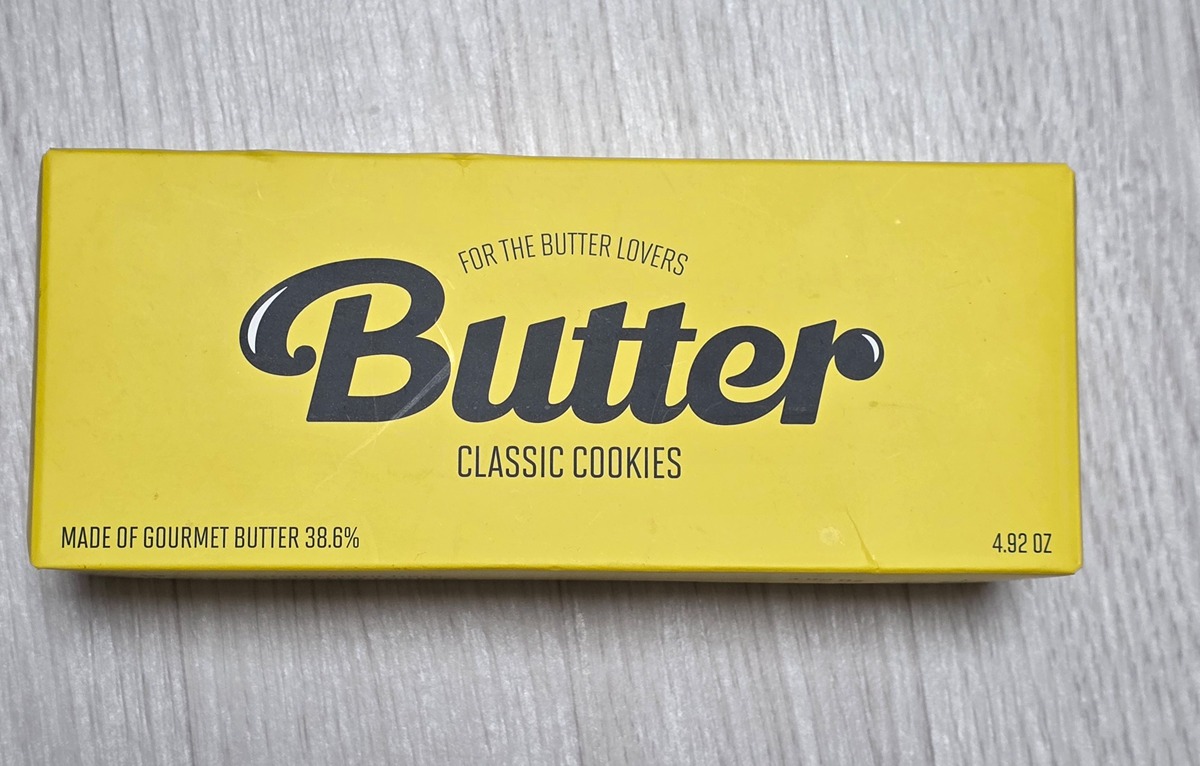 FOR THE BUTTER LOVERS
Butter
CLASSIC COOKIES
MADE OF GOURMET BUTTER 38.6%
4.92 OZ